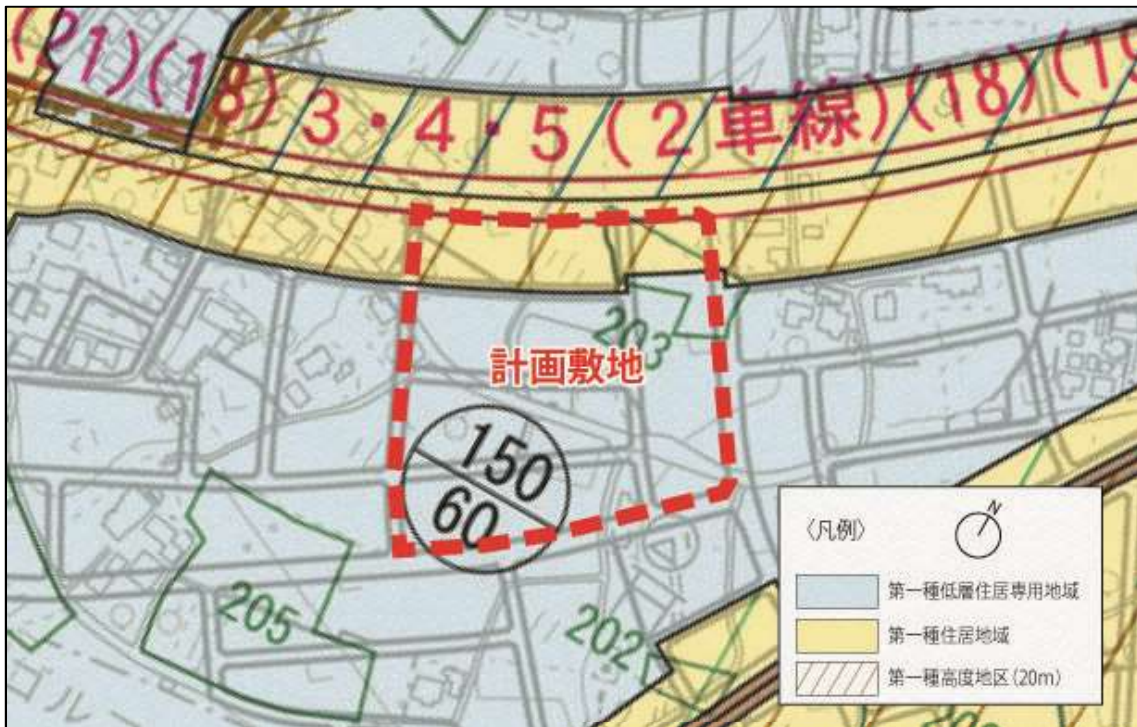 (21)(18)3・4・5(2車線)(18)(19
203
計画敷地
150
60
205
202
〈凡例〉
N
第一種低層住居専用地域
第一種住居地域
第一種高度地区(20m)